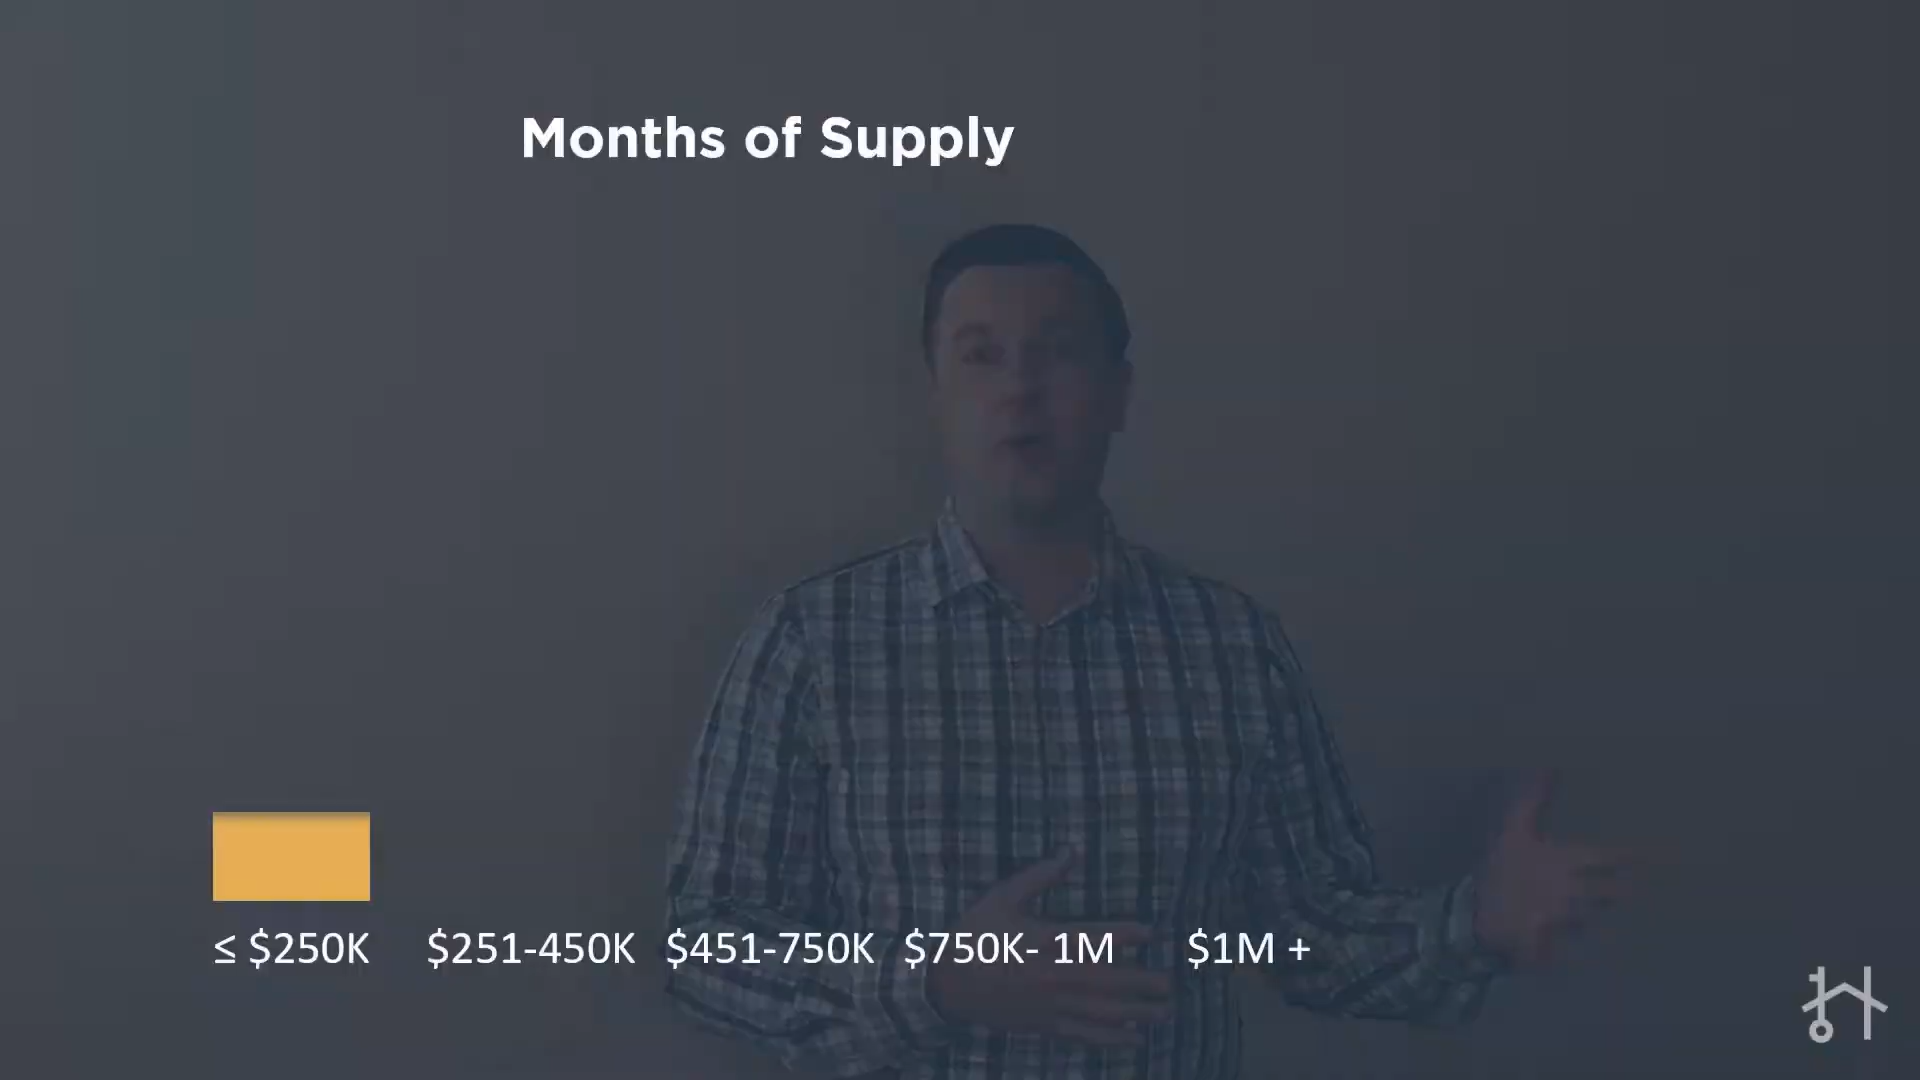 Months of Supply
≤ $250K $251-450K $451-750K $750K- 1M $1M +